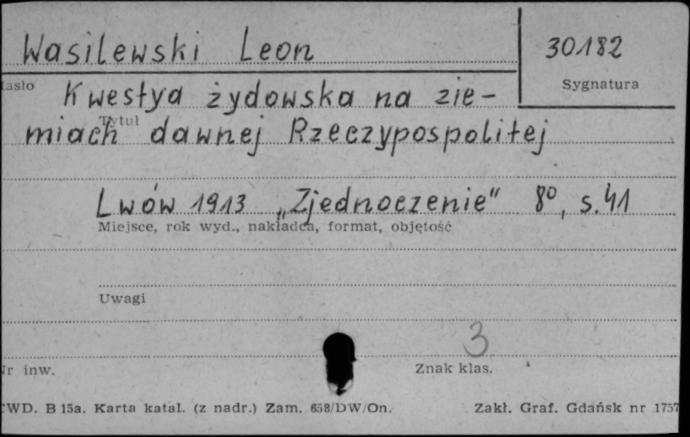 Wasilewski Leon 30182
Hasło Sygnatura
Kwestya żydowska na zie-
Tytuł
miach dawnej Rzeczypospolitej
Lwów 1913 „Zjednoczenie" 8°, s.41
Miejsce, rok wyd., nakładca, format, objętość
Uwagi
3
Nr inw. Znak klas.
CWD. B 15a. Karta katal. (z nadr.) Zam. 658/DW/On. Zakł. Graf. Gdańsk nr 1757